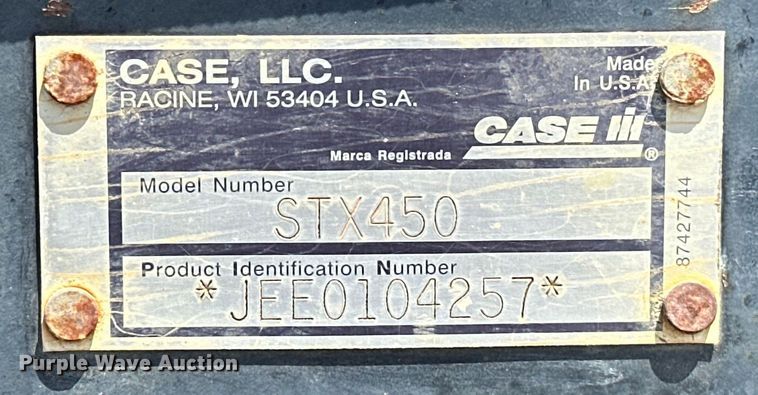 CASE, LLC.
RACINE, WI 53404 U.S.A.
Made
In U.S.A.
CASE IH
Marca Registrada ®
Model Number
STX450
Product Identification Number
*JEE0104257*
87427744
Purple Wave Auction